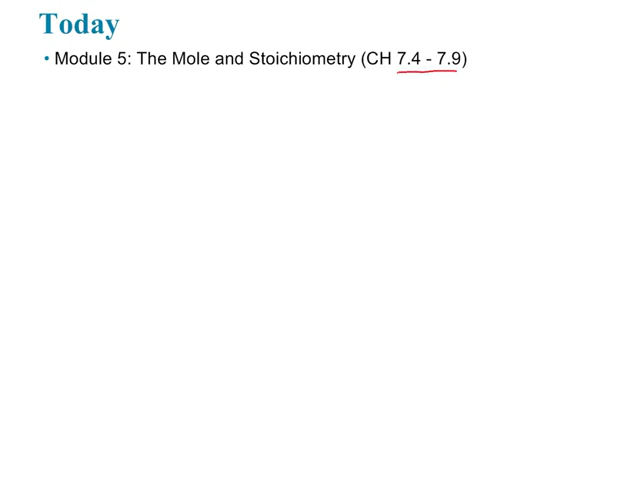 Today
• Module 5: The Mole and Stoichiometry (CH 7.4 - 7.9)